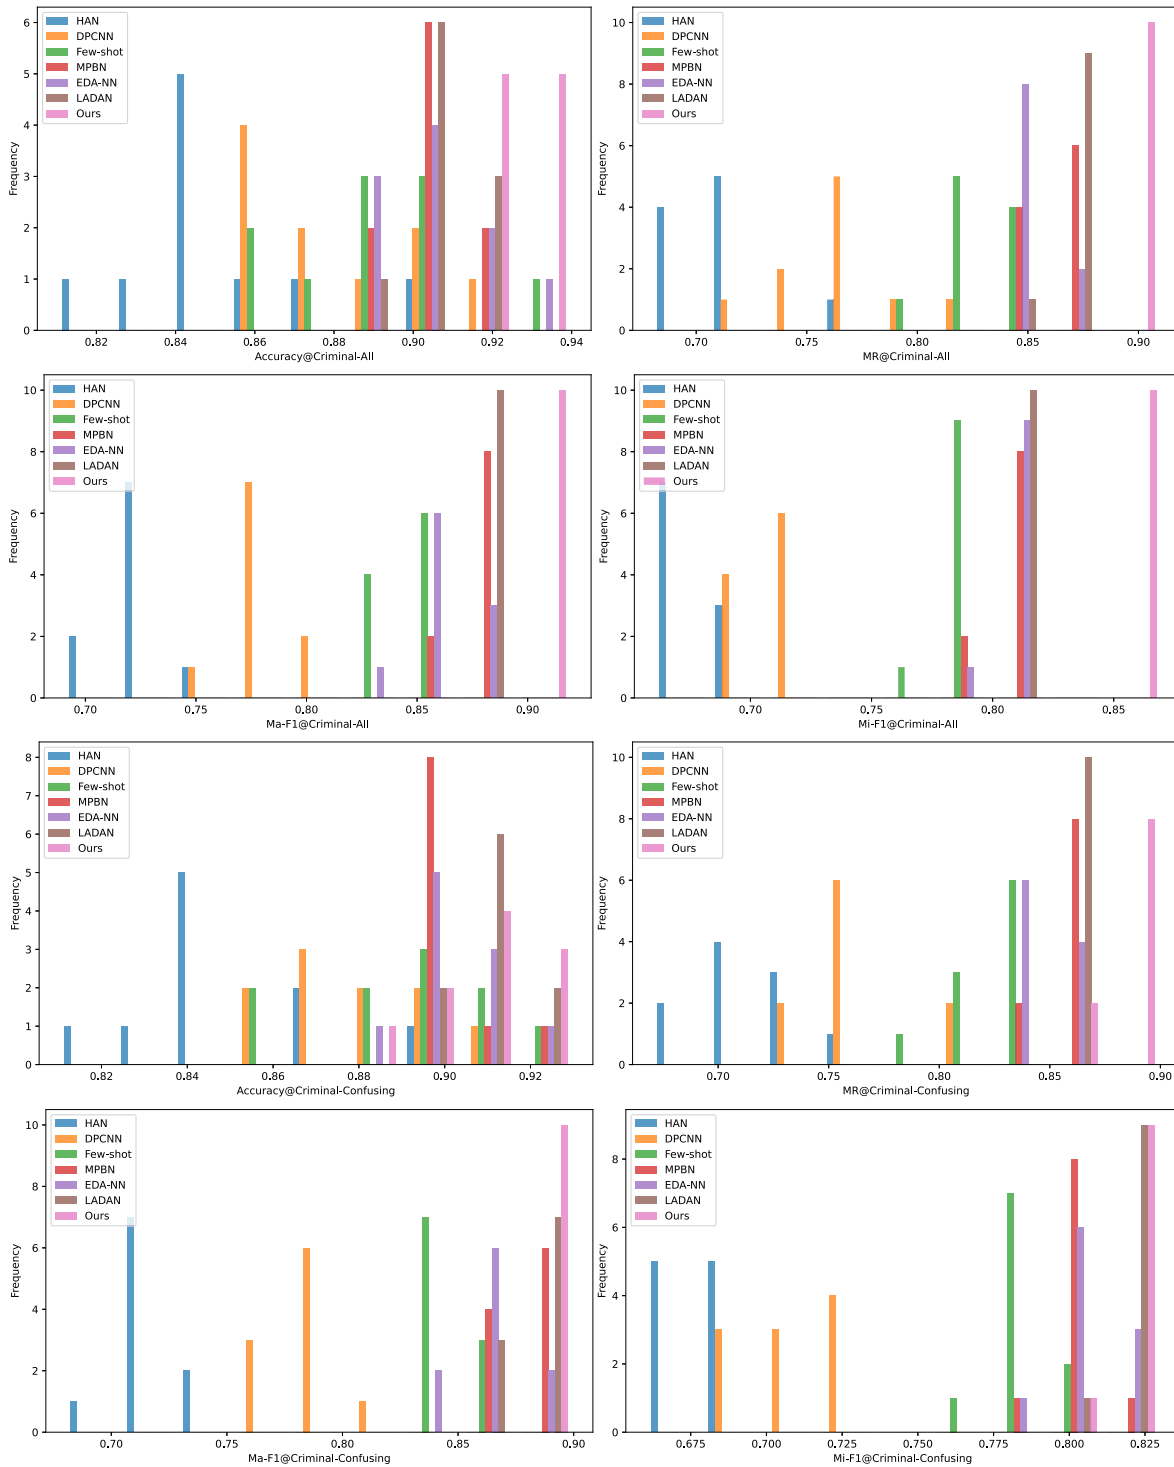 HAN
DPCNN
Few-shot
MPBN
EDA-NN
LADAN
Ours
Frequency
0 1 2 3 4 5 6
0.82 0.84 0.86 0.88 0.90 0.92 0.94
Accuracy@Criminal-All
HAN
DPCNN
Few-shot
MPBN
EDA-NN
LADAN
Ours
Frequency
0 2 4 6 8 10
0.70 0.75 0.80 0.85 0.90
MR@Criminal-All
HAN
DPCNN
Few-shot
MPBN
EDA-NN
LADAN
Ours
Frequency
0 2 4 6 8 10
0.70 0.75 0.80 0.85 0.90
Ma-F1@Criminal-All
HAN
DPCNN
Few-shot
MPBN
EDA-NN
LADAN
Ours
Frequency
0 2 4 6 8 10
0.70 0.75 0.80 0.85
Mi-F1@Criminal-All
HAN
DPCNN
Few-shot
MPBN
EDA-NN
LADAN
Ours
Frequency
0 1 2 3 4 5 6 7 8
0.82 0.84 0.86 0.88 0.90 0.92
Accuracy@Criminal-Confusing
HAN
DPCNN
Few-shot
MPBN
EDA-NN
LADAN
Ours
Frequency
0 2 4 6 8 10
0.70 0.75 0.80 0.85 0.90
MR@Criminal-Confusing
HAN
DPCNN
Few-shot
MPBN
EDA-NN
LADAN
Ours
Frequency
0 2 4 6 8 10
0.70 0.75 0.80 0.85 0.90
Ma-F1@Criminal-Confusing
HAN
DPCNN
Few-shot
MPBN
EDA-NN
LADAN
Ours
Frequency
0 2 4 6 8
0.675 0.700 0.725 0.750 0.775 0.800 0.825
Mi-F1@Criminal-Confusing